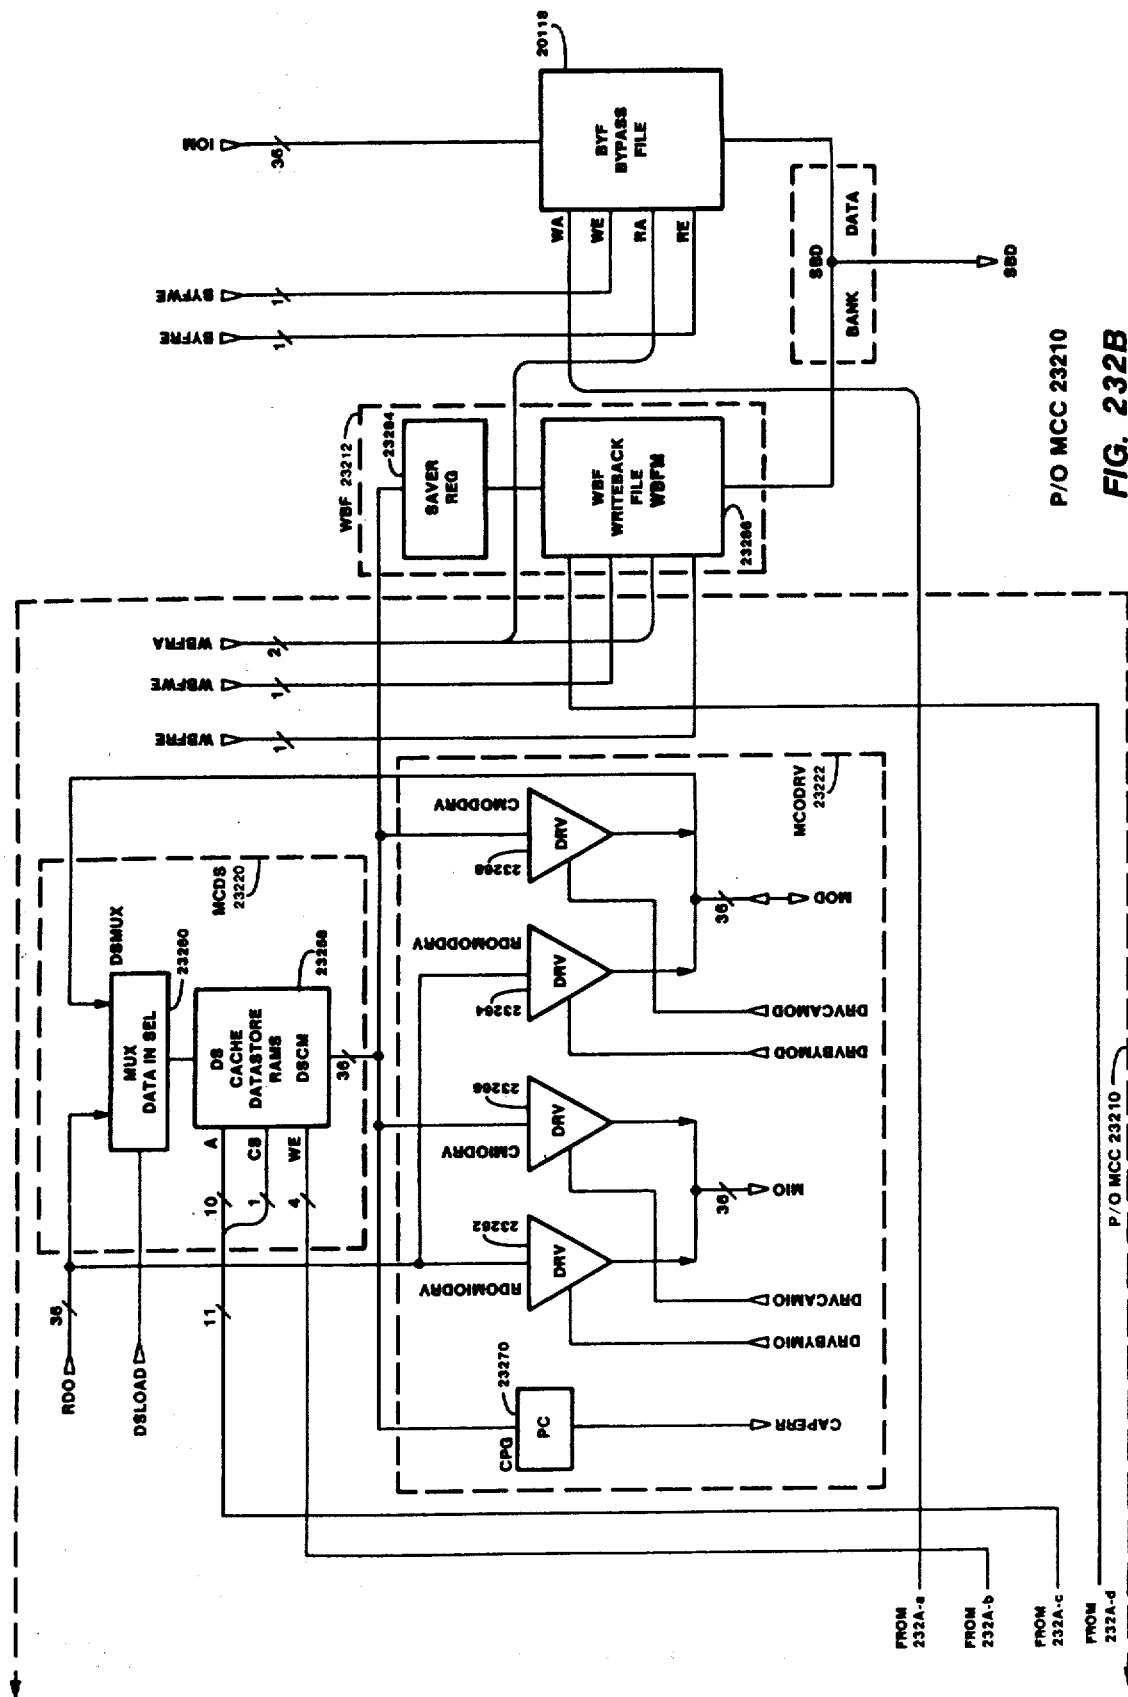 RDO
36
DSLOAD
11
10
1
4
A
CS
WE
MUX
DATA IN SEL
DSMUX
23260
DS
CACHE
DATASTORE
RAMS
DSCM
23268
MCDS
23220
36
WBFRE
1
WBFWE
1
WBFRA
2
WBF 23212
23284
SAVER
REG
WBF
WRITEBACK
FILE
WBFM
23286
BYFRE
1
BYFWE
1
IOM
36
20118
BYF
BYPASS
FILE
WA
WE
RA
RE
SBD
BANK
DATA
SBD
CPG
23270
PC
CAPERR
RDOMIODRV
23262
DRV
CMIODRV
23266
DRV
RDOMODDRV
23264
DRV
CMODDRV
23268
DRV
MCODRV
23222
DRVBYMIO
DRVCAMIO
36
MIO
DRVBYMOD
DRVCAMOD
36
MOD
FROM
232A-a
FROM
232A-b
FROM
232A-c
FROM
232A-d
P/O MCC 23210
P/O MCC 23210
FIG. 232B